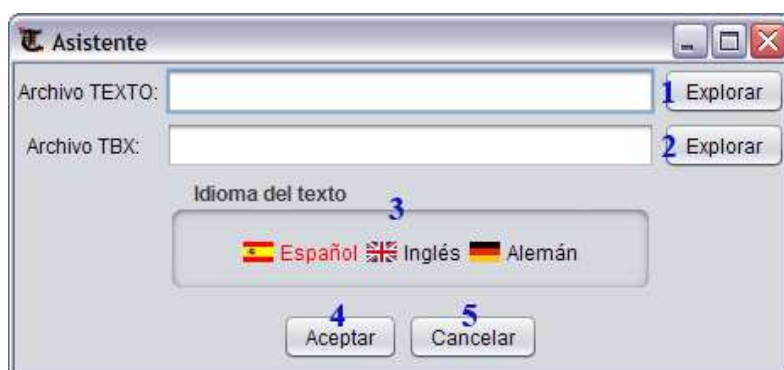 Asistente
Archivo TEXTO: 1 Explorar
Archivo TBX: 2 Explorar
Idioma del texto
3
Español Inglés Alemán
4 5
Aceptar Cancelar